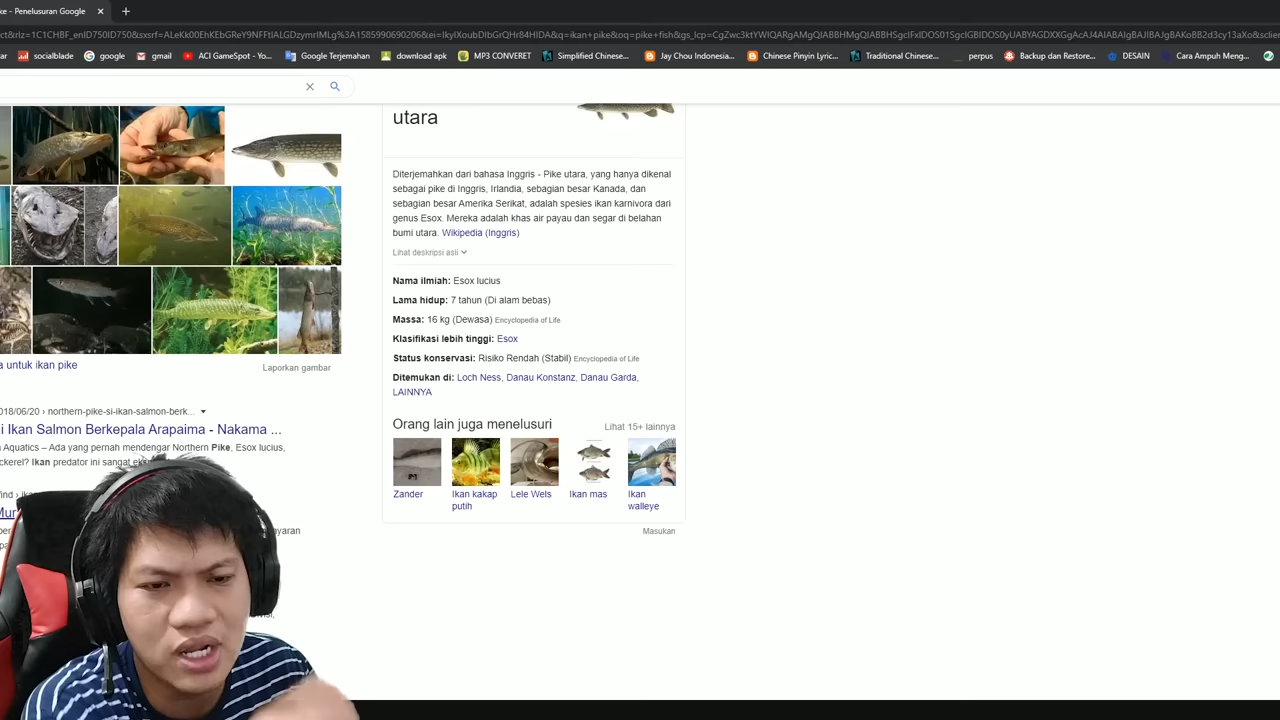 ke - Penelusuran Google
ct&rlz=1C1CHBF_enID750ID750&sxsrf=
socialblade
google
gmail
ACI GameSpot - Yo...
Google Terjemahan
download apk
MP3 CONVERT
Simplified Chinese...
Jay Chou Indonesia...
Chinese Pinyin Lyric...
Traditional Chinese...
perpus
Backup dan Restore...
DESAIN
Cara Ampuh Meng...
utara
Diterjemahkan dari bahasa Inggris - Pike utara, yang hanya dikenal
sebagai pike di Inggris, Irlandia, sebagian besar Kanada, dan
sebagian besar Amerika Serikat, adalah spesies ikan karnivora dari
genus Esox. Mereka adalah khas air payau dan segar di belahan
bumi utara. Wikipedia (Inggris)
Lihat deskripsi asli
Nama ilmiah: Esox lucius
Lama hidup: 7 tahun (Di alam bebas)
Massa: 16 kg (Dewasa) Encyclopedia of Life
Klasifikasi lebih tinggi: Esox
Status konservasi: Risiko Rendah (Stabil) Encyclopedia of Life
Ditemukan di: Loch Ness, Danau Konstanz, Danau Garda,
LAINNYA
Orang lain juga menelusuri
Lihat 15+ lainnya
Zander
Ikan kakap
putih
Lele Wels
Ikan mas
Ikan
walleye
Masukan
a untuk ikan pike
Laporkan gambar
018/06/20 › northern-pike-si-ikan-salmon-berk...
i Ikan Salmon Berkepala Arapaima - Nakama ...
Aquatics – Ada yang pernah mendengar Northern Pike, Esox lucius,
ckerel? Ikan predator ini sangat
Mur